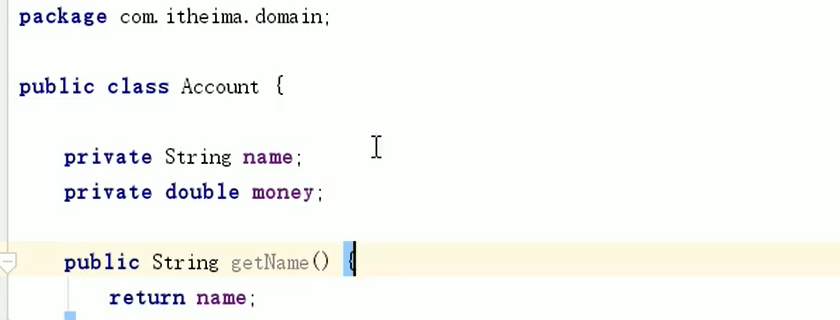 package com.itheima.domain;
public class Account {
private String name;
private double money;
public String getName() {
return name;